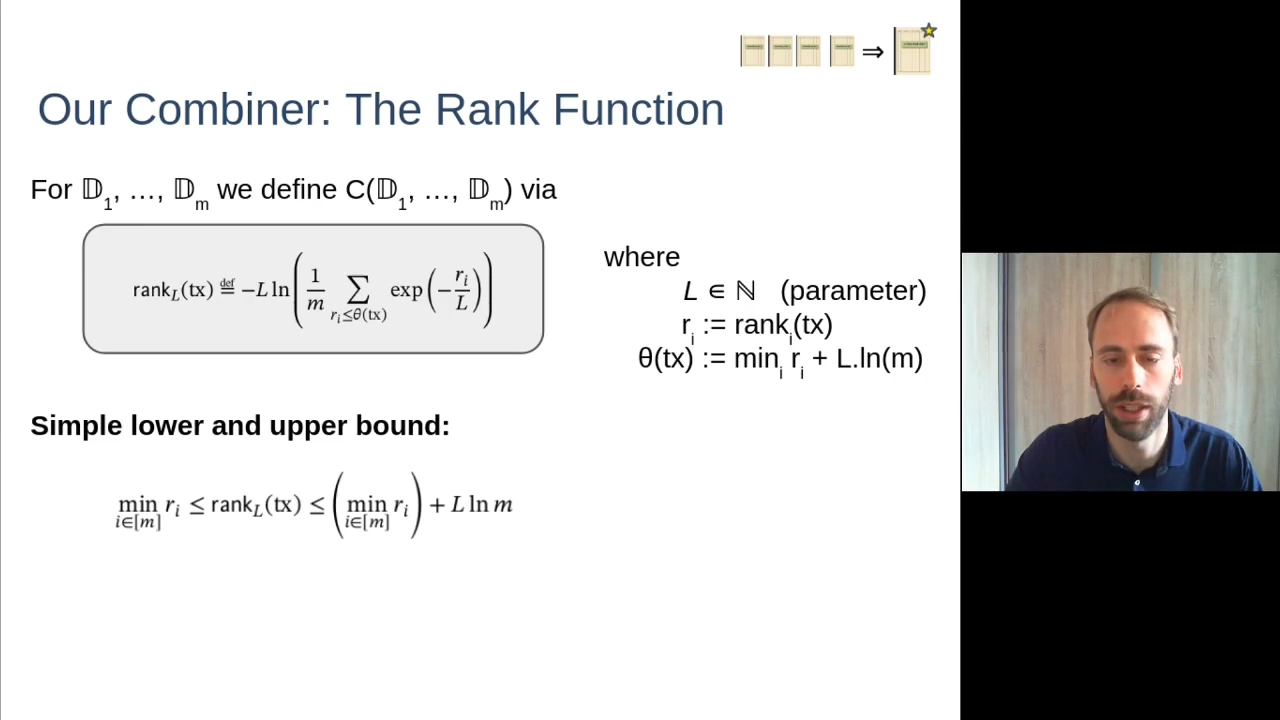 ⇒
Our Combiner: The Rank Function
For 𝔻₁, …, 𝔻ₘ we define C(𝔻₁, …, 𝔻ₘ) via
rank_L(tx) ≝ −L ln( 1/m ∑_{r_i≤θ(tx)} exp(−r_i/L) )
where
L ∈ ℕ (parameter)
r_i := rank_i(tx)
θ(tx) := min_i r_i + L.ln(m)
Simple lower and upper bound:
min_{i∈[m]} r_i ≤ rank_L(tx) ≤ ( min_{i∈[m]} r_i ) + L ln m